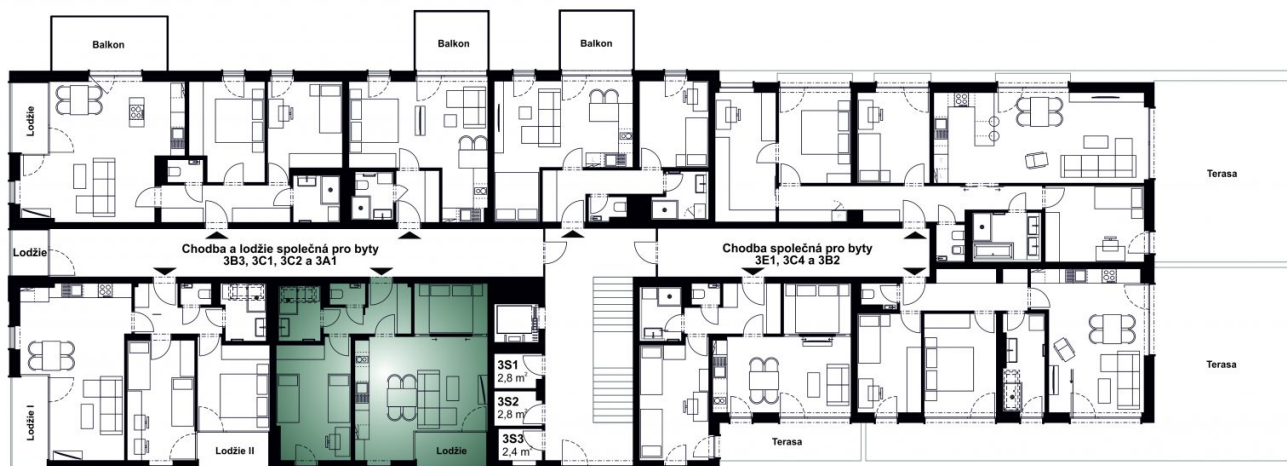 Balkon
Balkon
Balkon
Lodžie
Terasa
Lodžie
Chodba a lodžie společná pro byty
3B3, 3C1, 3C2 a 3A1
Chodba společná pro byty
3E1, 3C4 a 3B2
3S1
2,8 m²
3S2
2,8 m²
3S3
2,4 m²
Terasa
Lodžie I
Lodžie II
Lodžie
Terasa